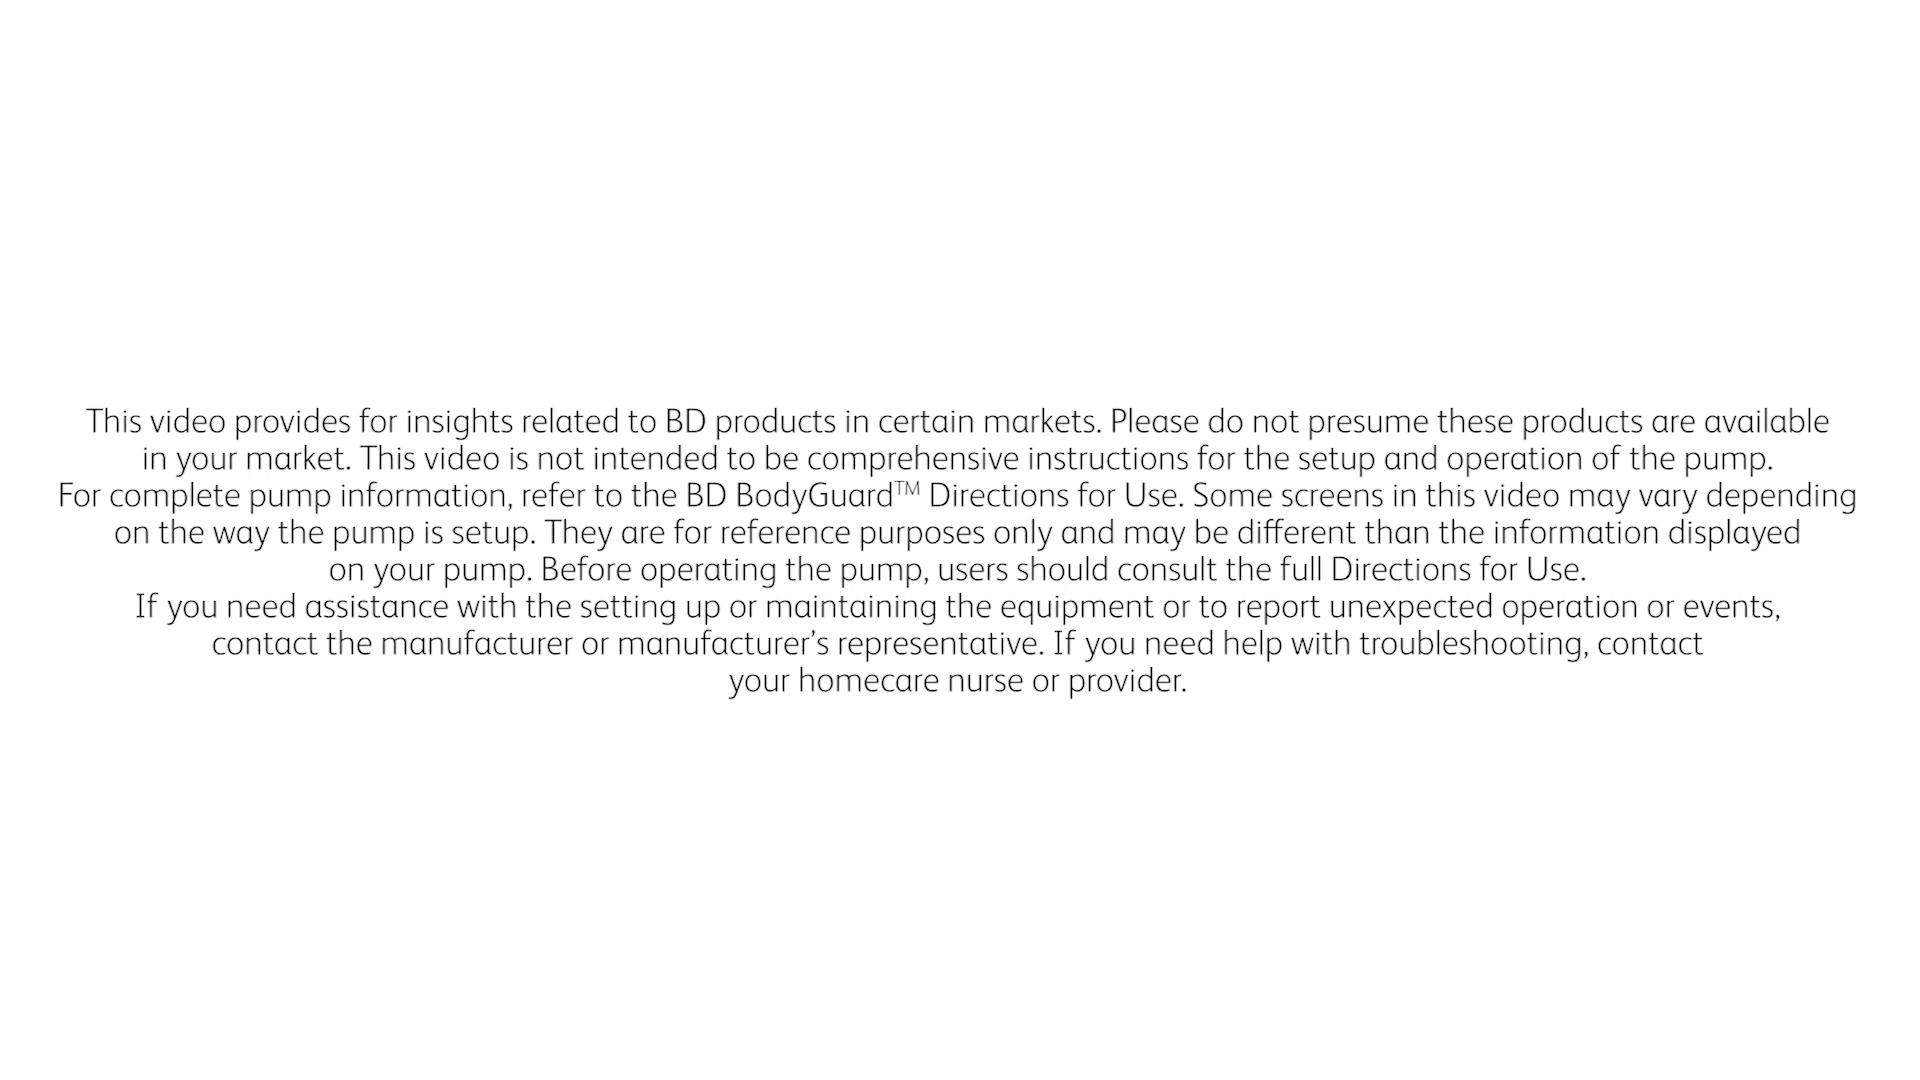 This video provides for insights related to BD products in certain markets. Please do not presume these products are available
in your market. This video is not intended to be comprehensive instructions for the setup and operation of the pump.
For complete pump information, refer to the BD BodyGuard™ Directions for Use. Some screens in this video may vary depending
on the way the pump is setup. They are for reference purposes only and may be different than the information displayed
on your pump. Before operating the pump, users should consult the full Directions for Use.
If you need assistance with the setting up or maintaining the equipment or to report unexpected operation or events,
contact the manufacturer or manufacturer’s representative. If you need help with troubleshooting, contact
your homecare nurse or provider.